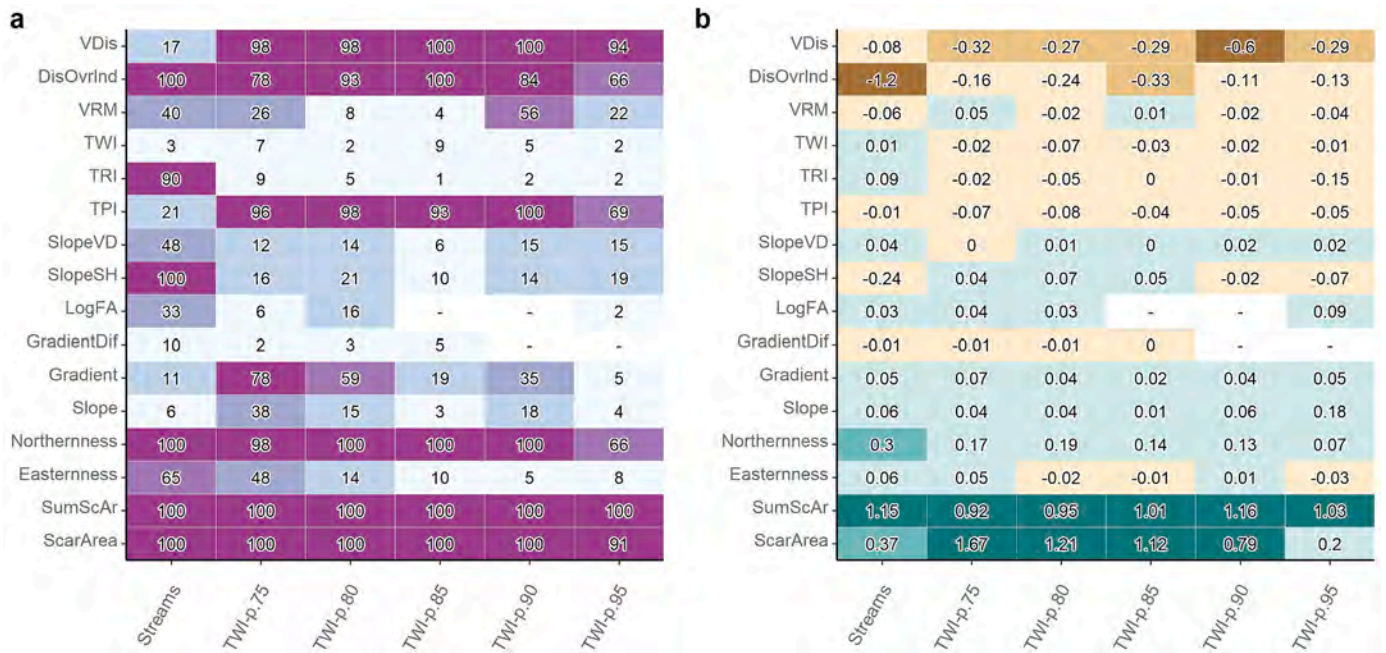 a
VDis 17 98 98 100 100 94
DisOvrInd 100 78 93 100 84 66
VRM 40 26 8 4 56 22
TWI 3 7 2 9 5 2
TRI 90 9 5 1 2 2
TPI 21 96 98 93 100 69
SlopeVD 48 12 14 6 15 15
SlopeSH 100 16 21 10 14 19
LogFA 33 6 16 - - 2
GradientDif 10 2 3 5 - -
Gradient 11 78 59 19 35 5
Slope 6 38 15 3 18 4
Northernness 100 98 100 100 100 66
Easternness 65 48 14 10 5 8
SumScAr 100 100 100 100 100 100
ScarArea 100 100 100 100 100 91
Streams TWI-p.75 TWI-p.80 TWI-p.85 TWI-p.90 TWI-p.95
b
VDis -0.08 -0.32 -0.27 -0.29 -0.6 -0.29
DisOvrInd -1.2 -0.16 -0.24 -0.33 -0.11 -0.13
VRM -0.06 0.05 -0.02 0.01 -0.02 -0.04
TWI 0.01 -0.02 -0.07 -0.03 -0.02 -0.01
TRI 0.09 -0.02 -0.05 0 -0.01 -0.15
TPI -0.01 -0.07 -0.08 -0.04 -0.05 -0.05
SlopeVD 0.04 0 0.01 0 0.02 0.02
SlopeSH -0.24 0.04 0.07 0.05 -0.02 -0.07
LogFA 0.03 0.04 0.03 - - 0.09
GradientDif -0.01 -0.01 -0.01 0 - -
Gradient 0.05 0.07 0.04 0.02 0.04 0.05
Slope 0.06 0.04 0.04 0.01 0.06 0.18
Northernness 0.3 0.17 0.19 0.14 0.13 0.07
Easternness 0.06 0.05 -0.02 -0.01 0.01 -0.03
SumScAr 1.15 0.92 0.95 1.01 1.16 1.03
ScarArea 0.37 1.67 1.21 1.12 0.79 0.2
Streams TWI-p.75 TWI-p.80 TWI-p.85 TWI-p.90 TWI-p.95